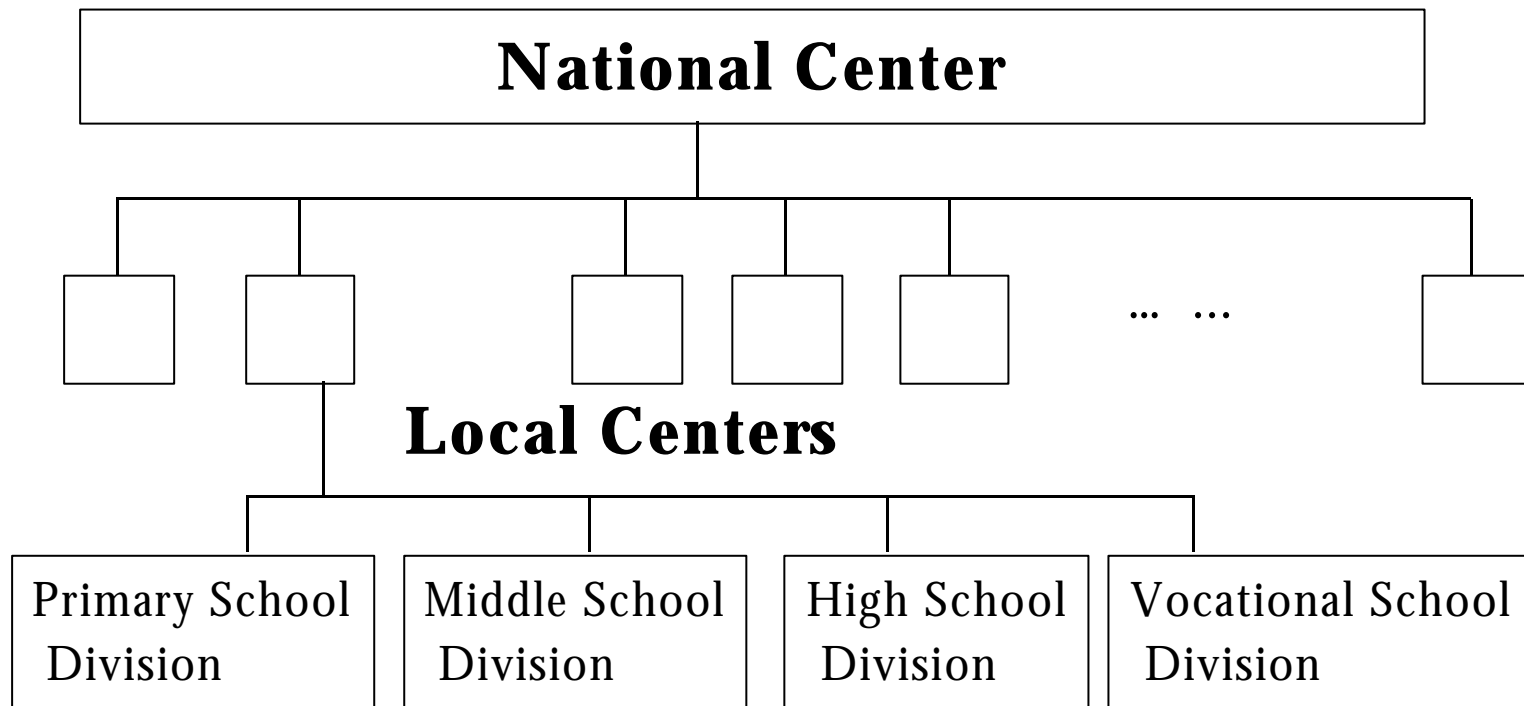 National Center
... ...
Local Centers
Primary School
Division
Middle School
Division
High School
Division
Vocational School
Division